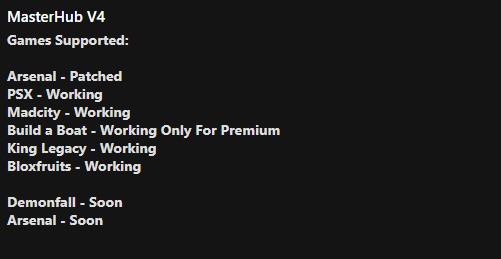 MasterHub V4
Games Supported:
Arsenal - Patched
PSX - Working
Madcity - Working
Build a Boat - Working Only For Premium
King Legacy - Working
Bloxfruits - Working
Demonfall - Soon
Arsenal - Soon